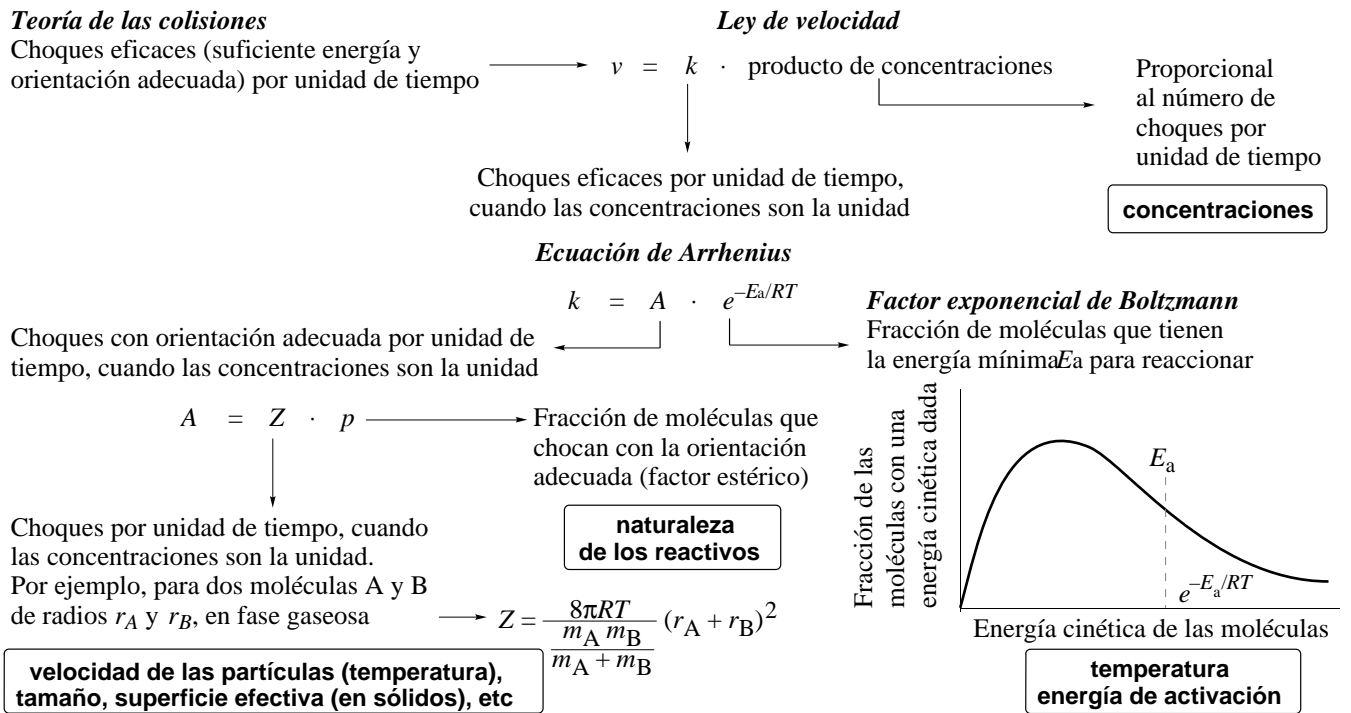 Teoría de las colisiones
Choques eficaces (suficiente energía y
orientación adecuada) por unidad de tiempo
Ley de velocidad
v = k · producto de concentraciones
Proporcional
al número de
choques por
unidad de tiempo
concentraciones
Choques eficaces por unidad de tiempo,
cuando las concentraciones son la unidad
Ecuación de Arrhenius
k = A · e^–Ea/RT
Factor exponencial de Boltzmann
Fracción de moléculas que tienen
la energía mínimaEa para reaccionar
Choques con orientación adecuada por unidad de
tiempo, cuando las concentraciones son la unidad
A = Z · p
Fracción de moléculas que
chocan con la orientación
adecuada (factor estérico)
naturaleza
de los reactivos
Choques por unidad de tiempo, cuando
las concentraciones son la unidad.
Por ejemplo, para dos moléculas A y B
de radios rA y rB, en fase gaseosa
Z = 8πRT / (mA mB / mA + mB) (rA + rB)2
velocidad de las partículas (temperatura),
tamaño, superficie efectiva (en sólidos), etc
Fracción de las
moléculas con una
energía cinética dada
Ea
e^–Ea/RT
Energía cinética de las moléculas
temperatura
energía de activación